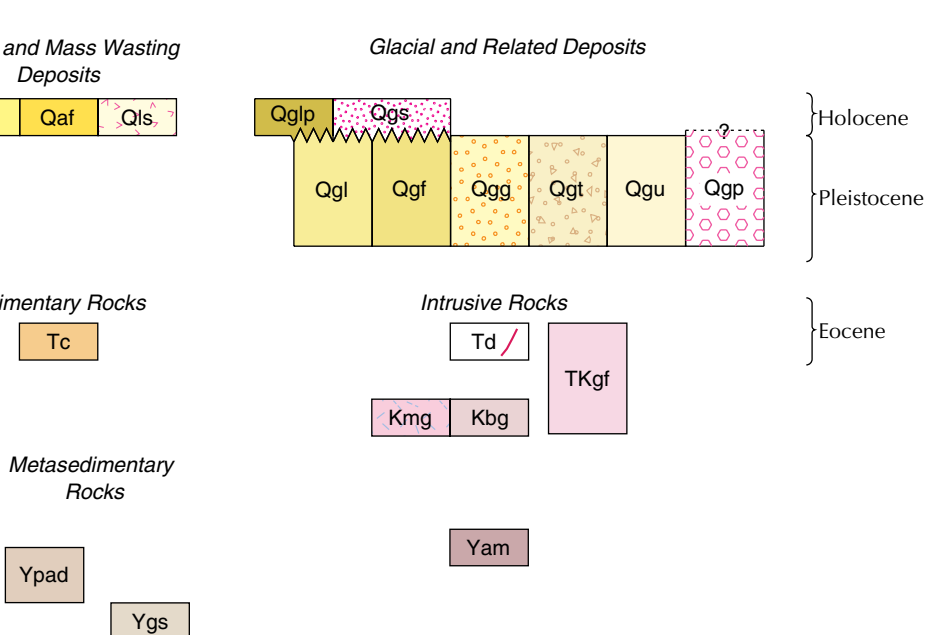 and Mass Wasting
Deposits
Glacial and Related Deposits
Qaf
Qls
Qglp
Qgs
Holocene
?
Qgl
Qgf
Qgg
Qgt
Qgu
Qgp
Pleistocene
imentary Rocks
Intrusive Rocks
Tc
Td
TKgf
Eocene
Kmg
Kbg
Metasedimentary
Rocks
Yam
Ypad
Ygs